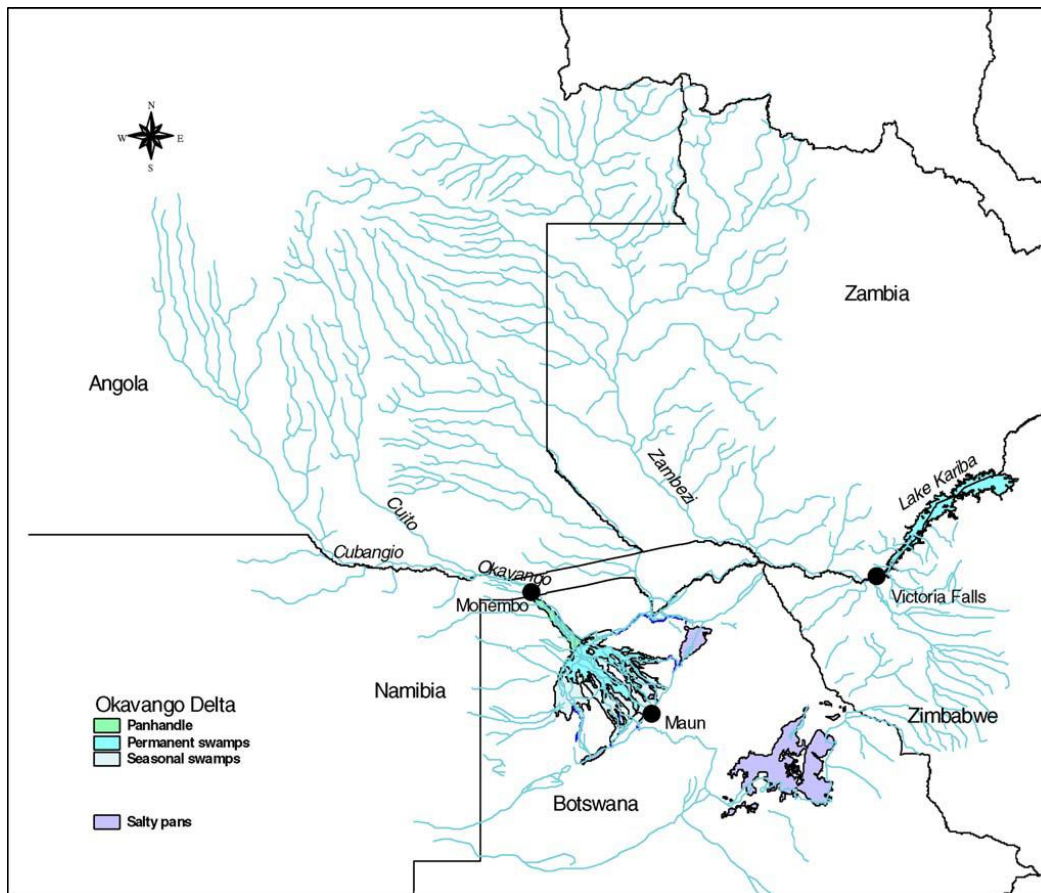 N
W
E
S
Zambia
Angola
Lake Kariba
Zambezi
Cuito
Cubangio
Okavango
Mohembo
Victoria Falls
Namibia
Okavango Delta
Panhandle
Permanent swamps
Seasonal swamps
Maun
Zimbabwe
Botswana
Salty pans